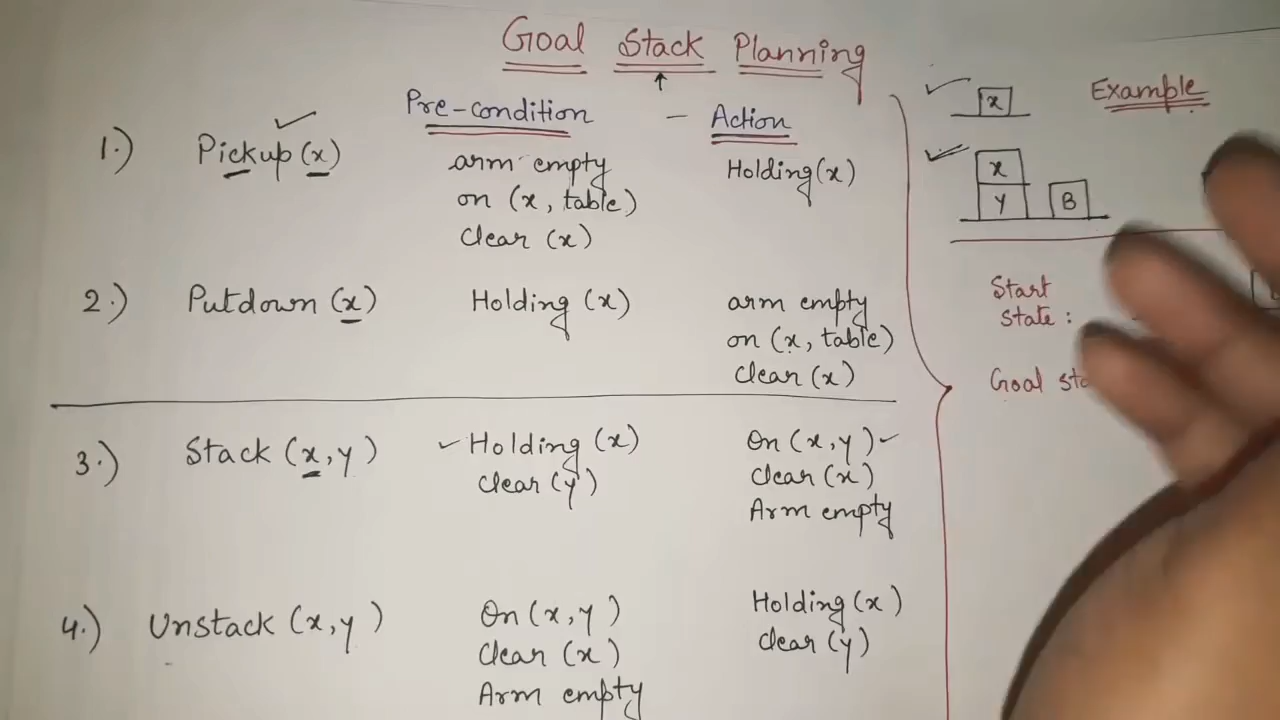 Goal Stack Planning
Pre-condition - Action
1.) Pickup (x) arm empty Holding (x)
on (x, table)
Clear (x)
2.) Putdown (x) Holding (x) arm empty
on (x, table)
Clear (x)
3.) Stack (x, y) Holding (x) On (x, y)
Clear (y) Clear (x)
Arm empty
4.) Unstack (x, y) On (x, y) Holding (x)
Clear (x) Clear (y)
Arm empty
Example
x
x
Y B
Start
State :
Goal